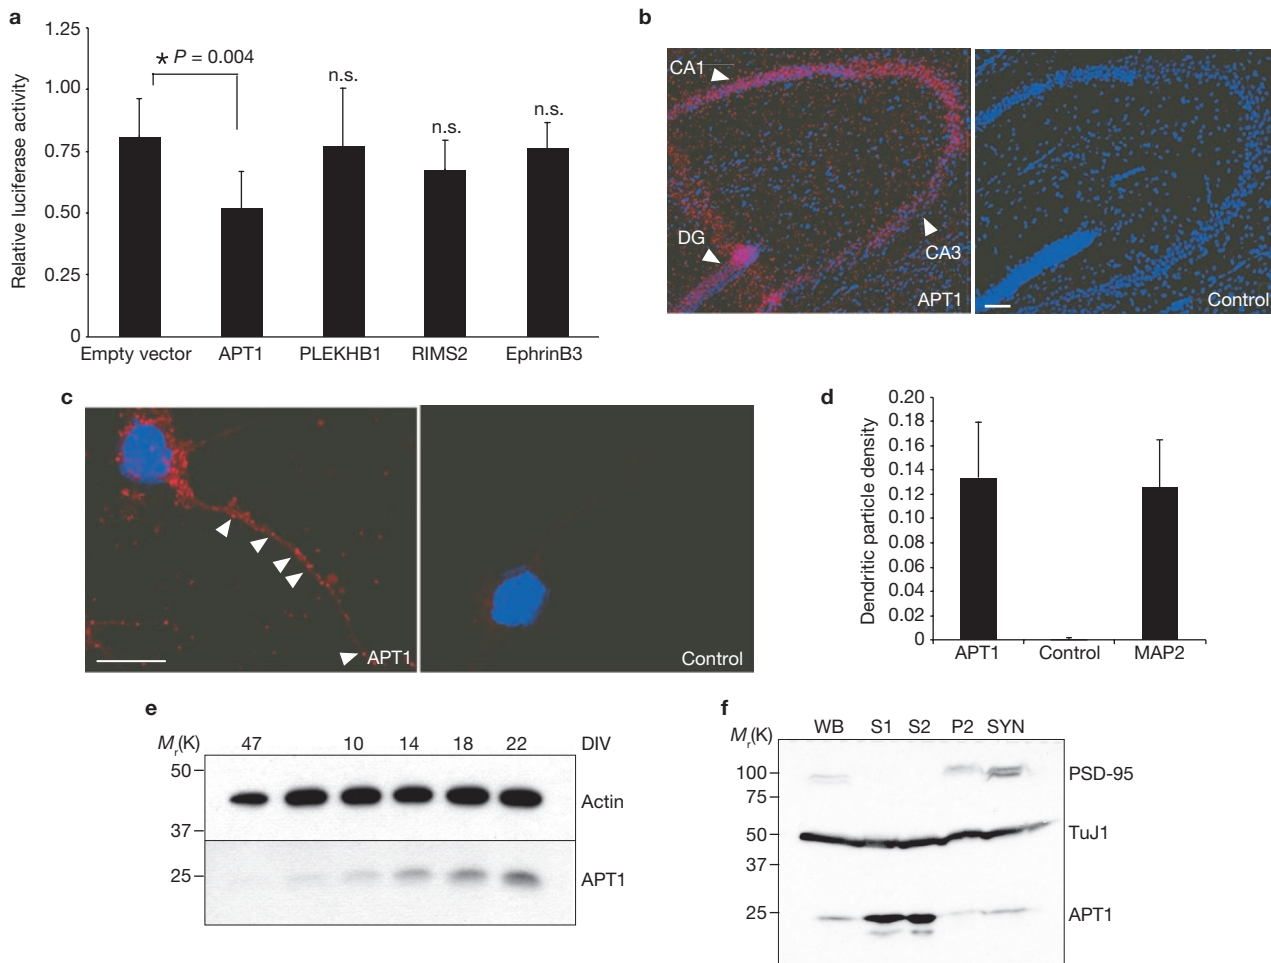 a
Relative luciferase activity
1.25
1.00
0.75
0.50
0.25
0
* P = 0.004
n.s.
n.s.
n.s.
Empty vector APT1 PLEKHB1 RIMS2 EphrinB3
b
CA1
DG
CA3
APT1
Control
c
APT1
Control
d
Dendritic particle density
0.20
0.18
0.16
0.14
0.12
0.10
0.08
0.06
0.04
0.02
0
APT1 Control MAP2
e
Mr(K) 47 10 14 18 22 DIV
50
37
25
Actin
APT1
f
Mr(K) WB S1 S2 P2 SYN
100
75
50
37
25
PSD-95
TuJ1
APT1